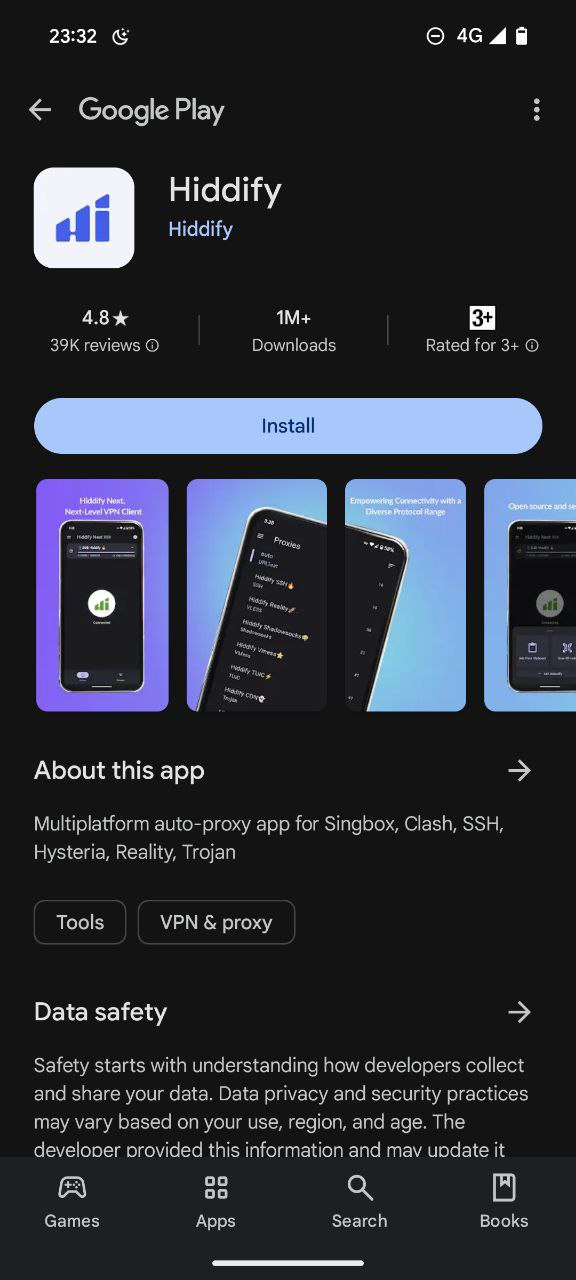 23:32
4G
Google Play
Hiddify
Hiddify
4.8★
39K reviews
1M+
Downloads
3+
Rated for 3+
Install
Hiddify Next,
Next-Level VPN Client
Proxies
Hiddify SSH
SSH
Hiddify Reality
VLESS
Hiddify Shadowsocks
Shadowsocks
Hiddify Vmess
VMess
Hiddify TUIC
TUIC
Hiddify CDN
Trojan
Empowering Connectivity with a
Diverse Protocol Range
Open source and se
About this app
Multiplatform auto-proxy app for Singbox, Clash, SSH,
Hysteria, Reality, Trojan
Tools
VPN & proxy
Data safety
Safety starts with understanding how developers collect
and share your data. Data privacy and security practices
may vary based on your use, region, and age. The
developer provided this information and may update it
Games
Apps
Search
Books